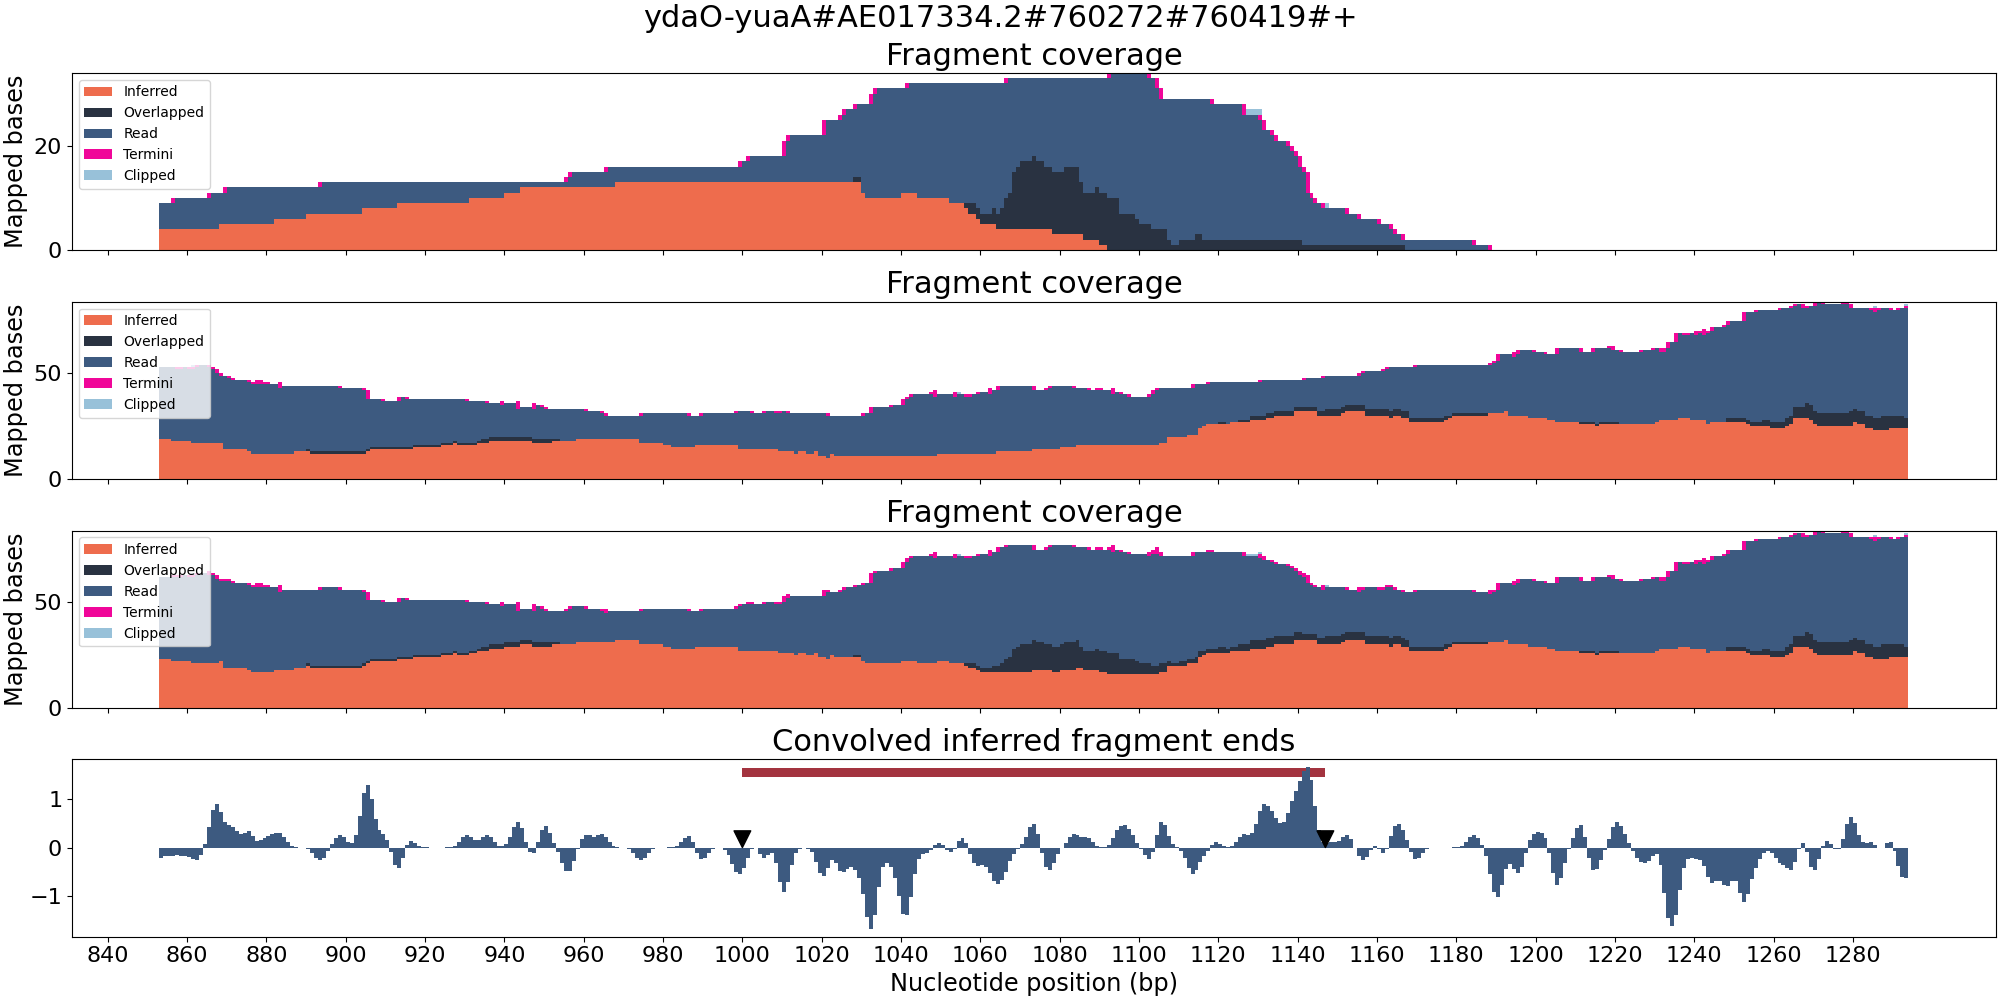 ydaO-yuaA#AE017334.2#760272#760419#+
Fragment coverage
Mapped bases
20
0
Inferred
Overlapped
Read
Termini
Clipped
Fragment coverage
Mapped bases
50
0
Inferred
Overlapped
Read
Termini
Clipped
Fragment coverage
Mapped bases
50
0
Inferred
Overlapped
Read
Termini
Clipped
Convolved inferred fragment ends
1
0
−1
840 860 880 900 920 940 960 980 1000 1020 1040 1060 1080 1100 1120 1140 1160 1180 1200 1220 1240 1260 1280
Nucleotide position (bp)